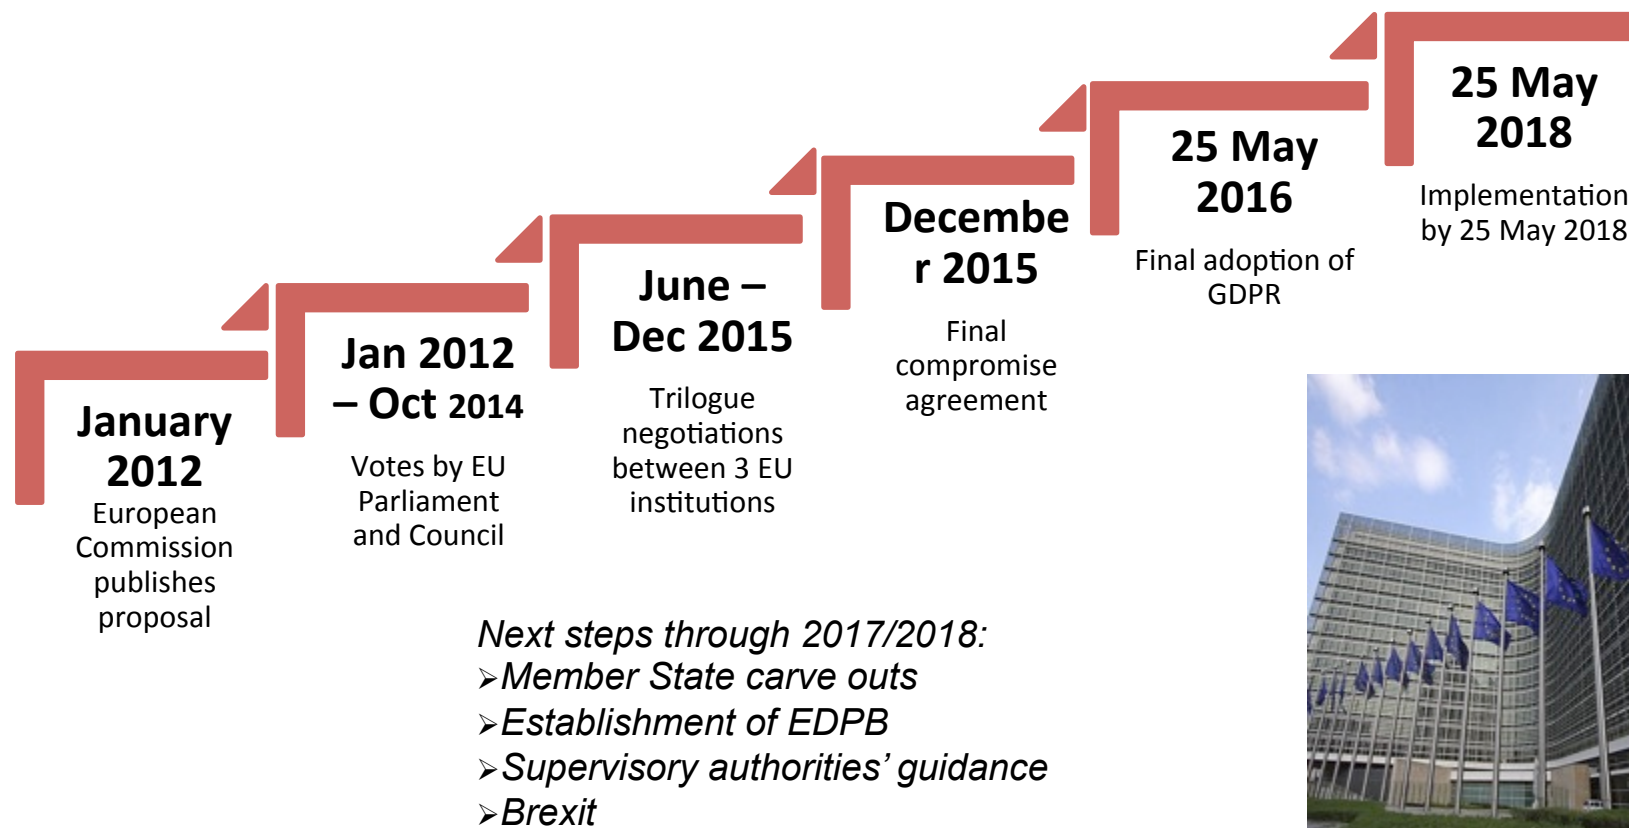 January
2012
European
Commission
publishes
proposal
Jan 2012
– Oct 2014
Votes by EU
Parliament
and Council
June –
Dec 2015
Trilogue
negotiations
between 3 EU
institutions
Decembe
r 2015
Final
compromise
agreement
25 May
2016
Final adoption of
GDPR
25 May
2018
Implementation
by 25 May 2018
Next steps through 2017/2018:
➢Member State carve outs
➢Establishment of EDPB
➢Supervisory authorities’ guidance
➢Brexit